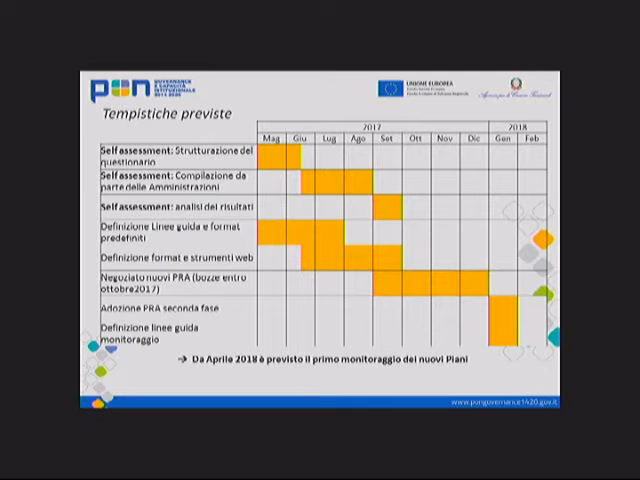 pon GOVERNANCE
E CAPACITÀ
ISTITUZIONALE
2014-2020
UNIONE EUROPEA
Tempistiche previste
2017 2018
Mag Giu Lug Ago Set Ott Nov Dic Gen Feb
Self assessment: Strutturazione del
questionario
Self assessment: Compilazione da
parte delle Amministrazioni
Self assessment: analisi dei risultati
Definizione Linee guida e format
predefiniti
Definizione format e strumenti web
Negoziato nuovi PRA (bozze entro
ottobre2017)
Adozione PRA seconda fase
Definizione linee guida
monitoraggio
→ Da Aprile 2018 è previsto il primo monitoraggio dei nuovi Piani
www.pongovernance1420.gov.it